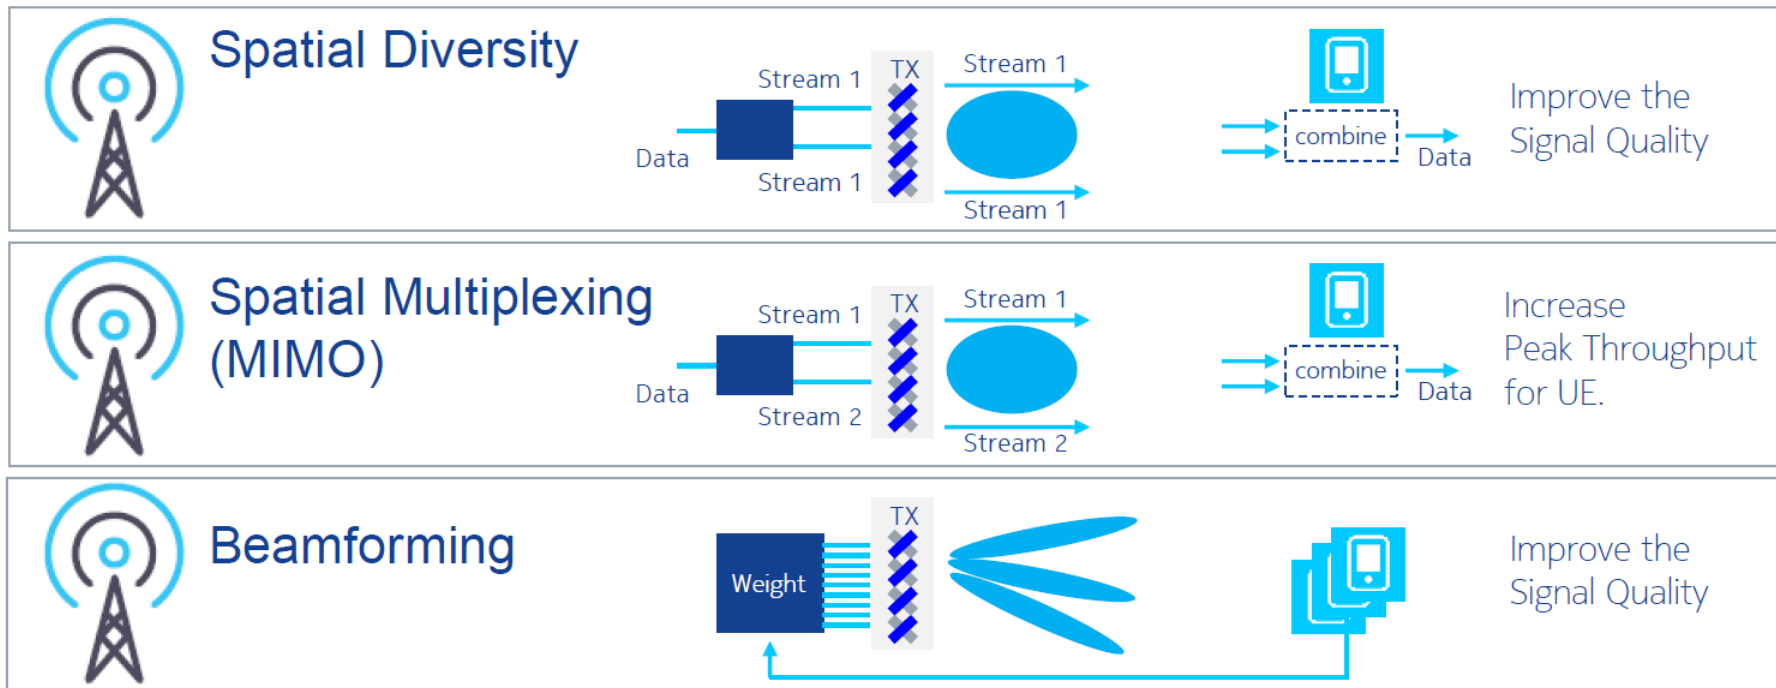 Spatial Diversity
Stream 1
TX
Stream 1
Data
Stream 1
Stream 1
combine
Data
Improve the
Signal Quality
Spatial Multiplexing
(MIMO)
Stream 1
TX
Stream 1
Data
Stream 2
Stream 2
combine
Data
Increase
Peak Throughput
for UE.
Beamforming
Weight
TX
Improve the
Signal Quality